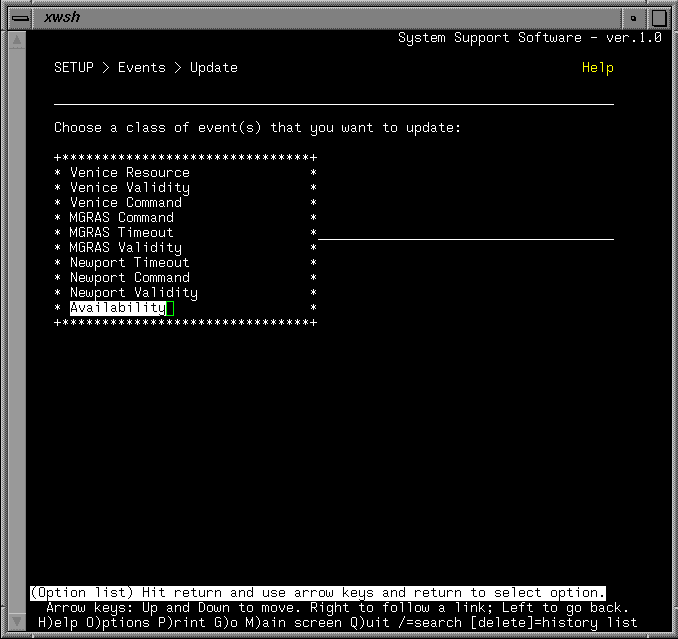 xwsh
System Support Software - ver.1.0
SETUP > Events > Update Help
Choose a class of event(s) that you want to update:
+*******************************+
* Venice Resource *
* Venice Validity *
* Venice Command *
* MGRAS Command *
* MGRAS Timeout *
* MGRAS Validity *
* Newport Timeout *
* Newport Command *
* Newport Validity *
* Availability *
+*******************************+
(Option list) Hit return and use arrow keys and return to select option.
Arrow keys: Up and Down to move. Right to follow a link; Left to go back.
H)elp O)ptions P)rint G)o M)ain screen Q)uit /=search [delete]=history list